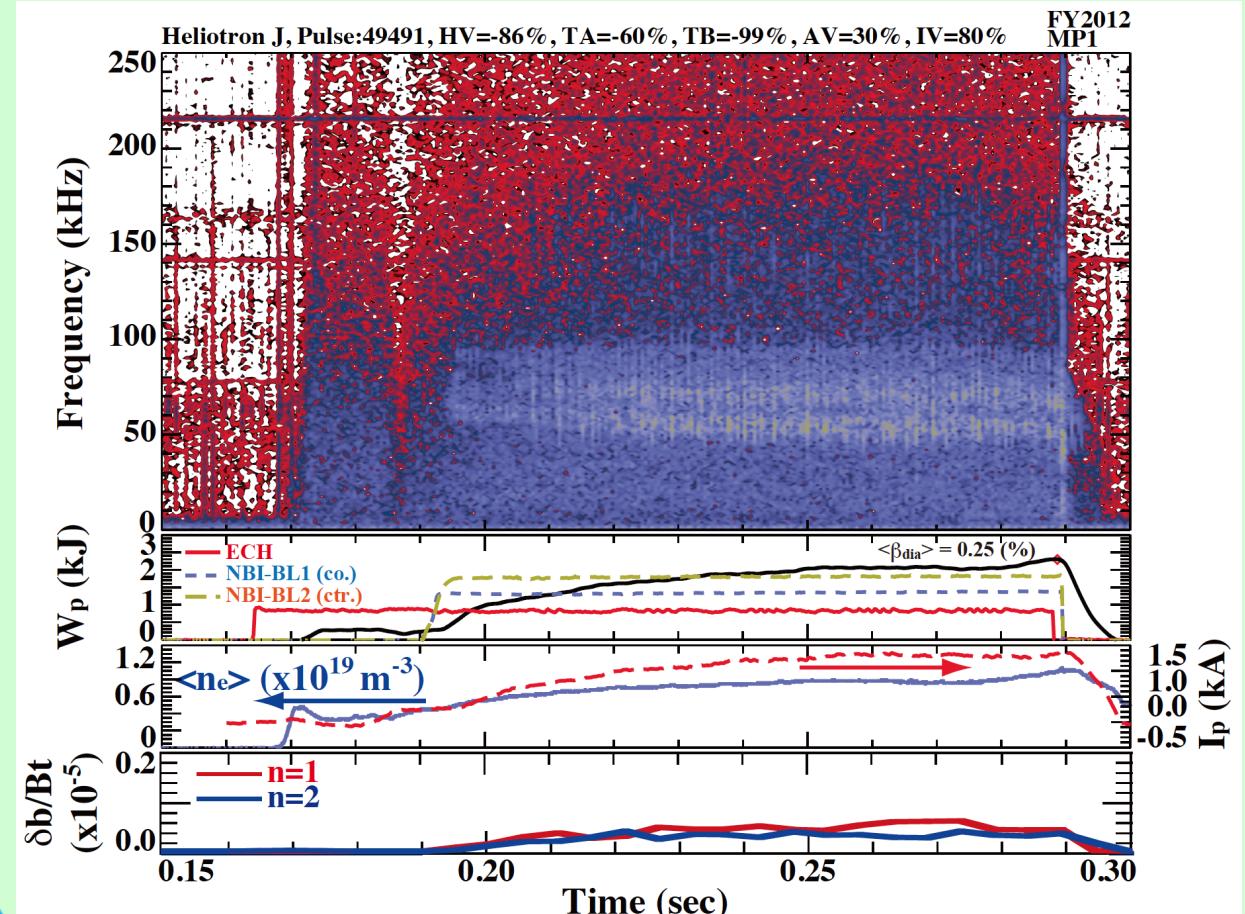 Heliotron J, Pulse:49491, HV=-86%, TA=-60%, TB=-99%, AV=30%, IV=80%
FY2012
MP1
Frequency (kHz)
250
200
150
100
50
0
Wp (kJ)
3
2
1
0
ECH
NBI-BL1 (co.)
NBI-BL2 (ctr.)
<βdia> = 0.25 (%)
1.2
0.6
0
<ne> (x10^19 m^-3)
1.5
1.0
0.0
-0.5
Ip (kA)
δb/Bt
(x10^-5)
0.2
0.0
n=1
n=2
0.15
0.20
0.25
0.30
Time (sec)